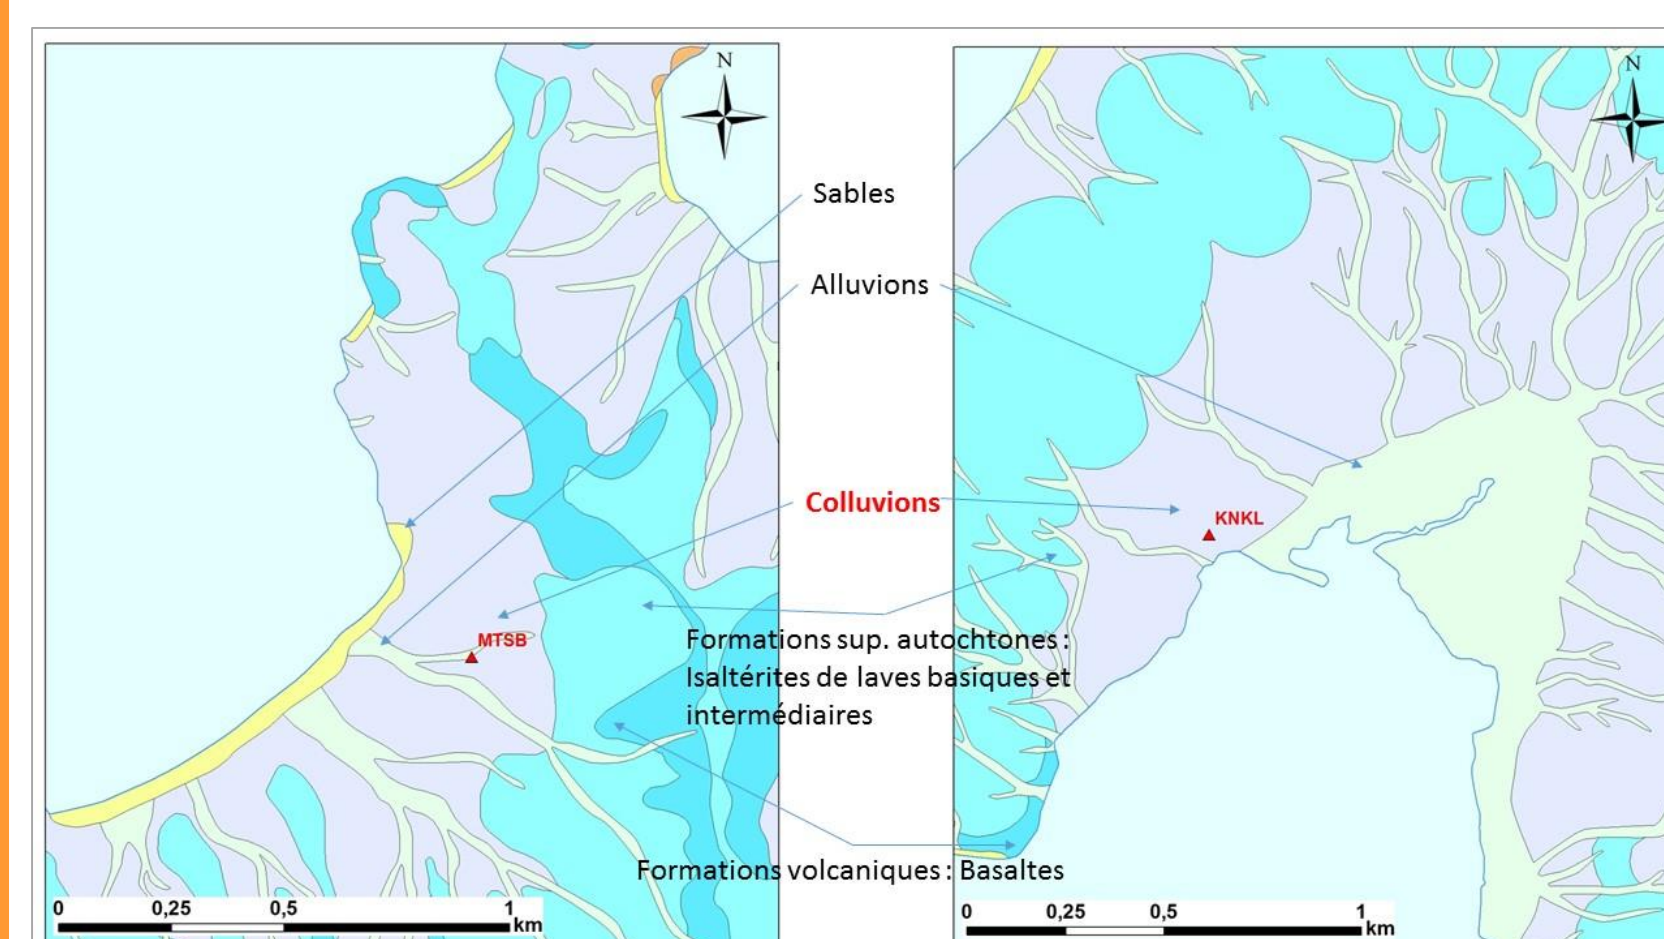 N
N
Sables
Alluvions
Colluvions
KNKL
MTSB
Formations sup. autochtones :
Isaltérites de laves basiques et
intermédiaires
Formations volcaniques : Basaltes
0 0,25 0,5 1 km
0 0,25 0,5 1 km